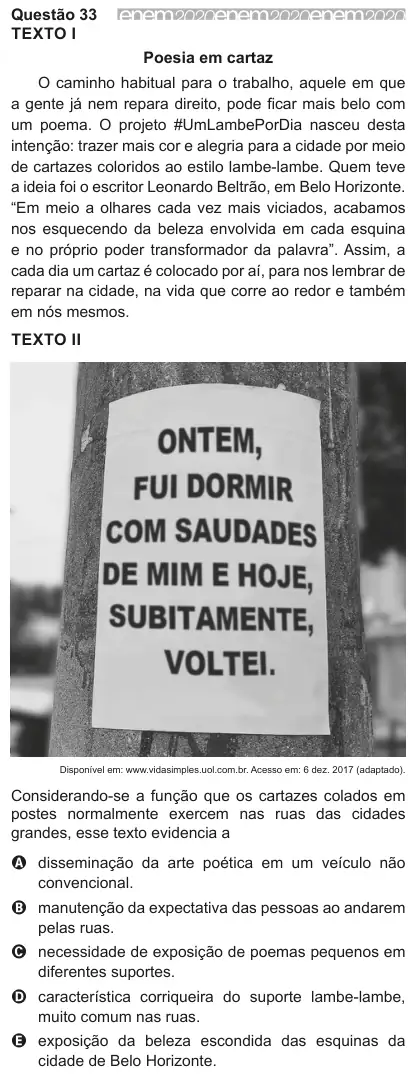 Questão 33 enem2020enem2020enem2020
TEXTO I
Poesia em cartaz
O caminho habitual para o trabalho, aquele em que
a gente já nem repara direito, pode ficar mais belo com
um poema. O projeto #UmLambePorDia nasceu desta
intenção: trazer mais cor e alegria para a cidade por meio
de cartazes coloridos ao estilo lambe-lambe. Quem teve
a ideia foi o escritor Leonardo Beltrão, em Belo Horizonte.
“Em meio a olhares cada vez mais viciados, acabamos
nos esquecendo da beleza envolvida em cada esquina
e no próprio poder transformador da palavra”. Assim, a
cada dia um cartaz é colocado por aí, para nos lembrar de
reparar na cidade, na vida que corre ao redor e também
em nós mesmos.
TEXTO II
ONTEM,
FUI DORMIR
COM SAUDADES
DE MIM E HOJE,
SUBITAMENTE,
VOLTEI.
Disponível em: www.vidasimples.uol.com.br. Acesso em: 6 dez. 2017 (adaptado).
Considerando-se a função que os cartazes colados em
postes normalmente exercem nas ruas das cidades
grandes, esse texto evidencia a
A disseminação da arte poética em um veículo não
convencional.
B manutenção da expectativa das pessoas ao andarem
pelas ruas.
C necessidade de exposição de poemas pequenos em
diferentes suportes.
D característica corriqueira do suporte lambe-lambe,
muito comum nas ruas.
E exposição da beleza escondida das esquinas da
cidade de Belo Horizonte.